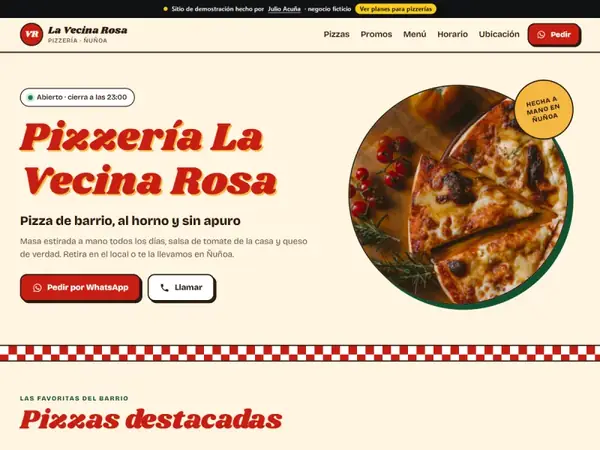 Sitio de demostración hecho por Julio Acuña · negocio ficticio Ver planes para pizzerías
VR La Vecina Rosa
PIZZERÍA · ÑUÑOA
Pizzas Promos Menú Horario Ubicación Pedir
Abierto · cierra a las 23:00
HECHA A
MANO EN
ÑUÑOA
Pizzería La
Vecina Rosa
Pizza de barrio, al horno y sin apuro
Masa estirada a mano todos los días, salsa de tomate de la casa y queso
de verdad. Retira en el local o te la llevamos en Ñuñoa.
Pedir por WhatsApp Llamar
LAS FAVORITAS DEL BARRIO
Pizzas destacadas